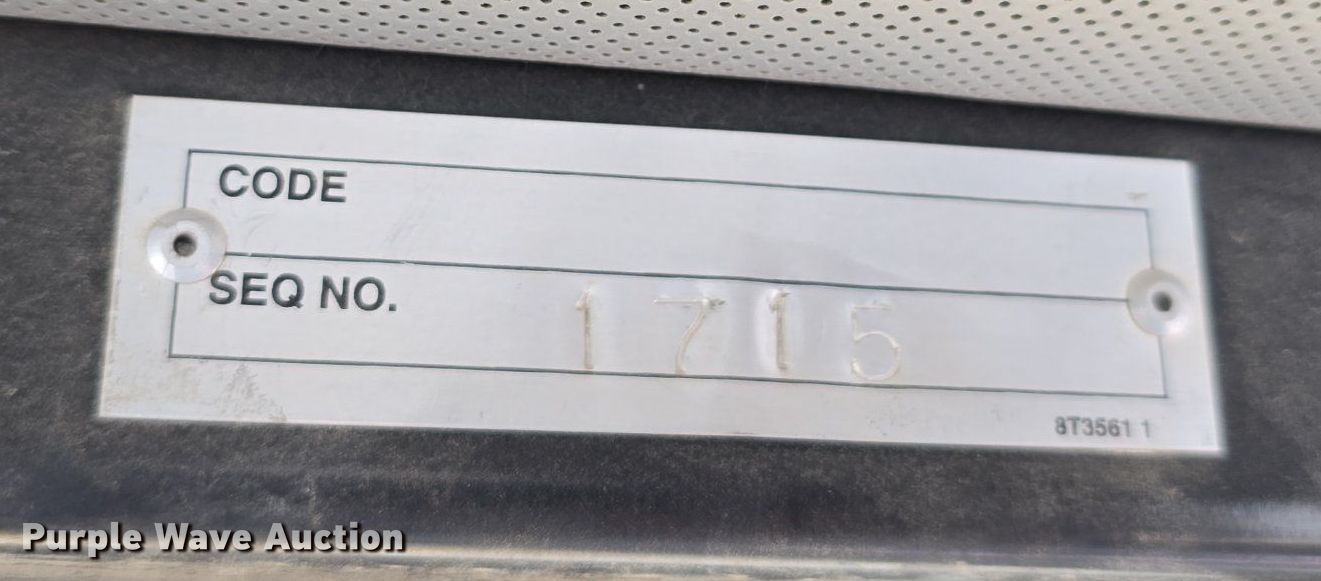 CODE
SEQ NO. 1715
8T3561 1
Purple Wave Auction